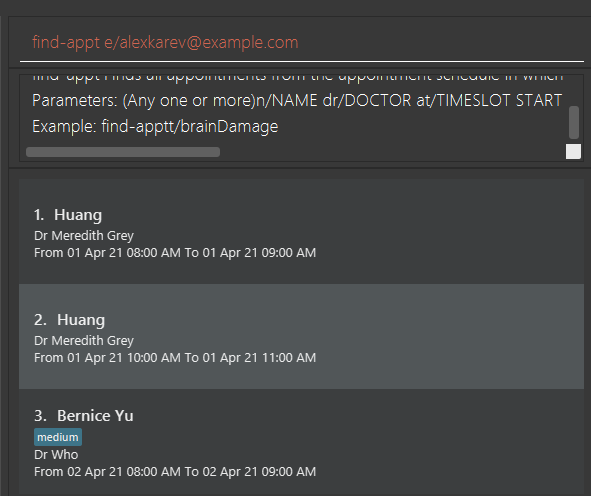 find-appt e/alexkarev@example.com
find-appt Finds all appointments from the appointment schedule in which
Parameters: (Any one or more)n/NAME dr/DOCTOR at/TIMESLOT START
Example: find-apptt/brainDamage
1. Huang
Dr Meredith Grey
From 01 Apr 21 08:00 AM To 01 Apr 21 09:00 AM
2. Huang
Dr Meredith Grey
From 01 Apr 21 10:00 AM To 01 Apr 21 11:00 AM
3. Bernice Yu
medium
Dr Who
From 02 Apr 21 08:00 AM To 02 Apr 21 09:00 AM